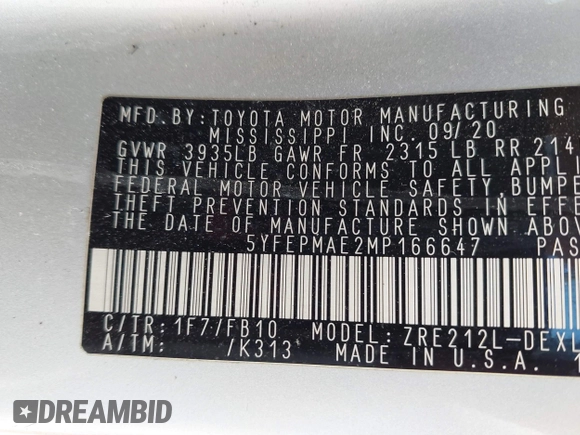 MFD. BY: TOYOTA MOTOR MANUFACTURING
MISSISSIPPI INC. 09/20
GVWR 3935LB GAWR FR 2315 LB RR 214
THIS VEHICLE CONFORMS TO ALL APPLI
FEDERAL MOTOR VEHICLE SAFETY, BUMPE
THEFT PREVENTION STANDARDS IN EFFE
THE DATE OF MANUFACTURE SHOWN ABOV
5YFEPMAE2MP166647 PAS
C/TR: 1F7/FB10 MODEL: ZRE212L-DEXL
A/TM: /K313 MADE IN U.S.A.
DREAMBID